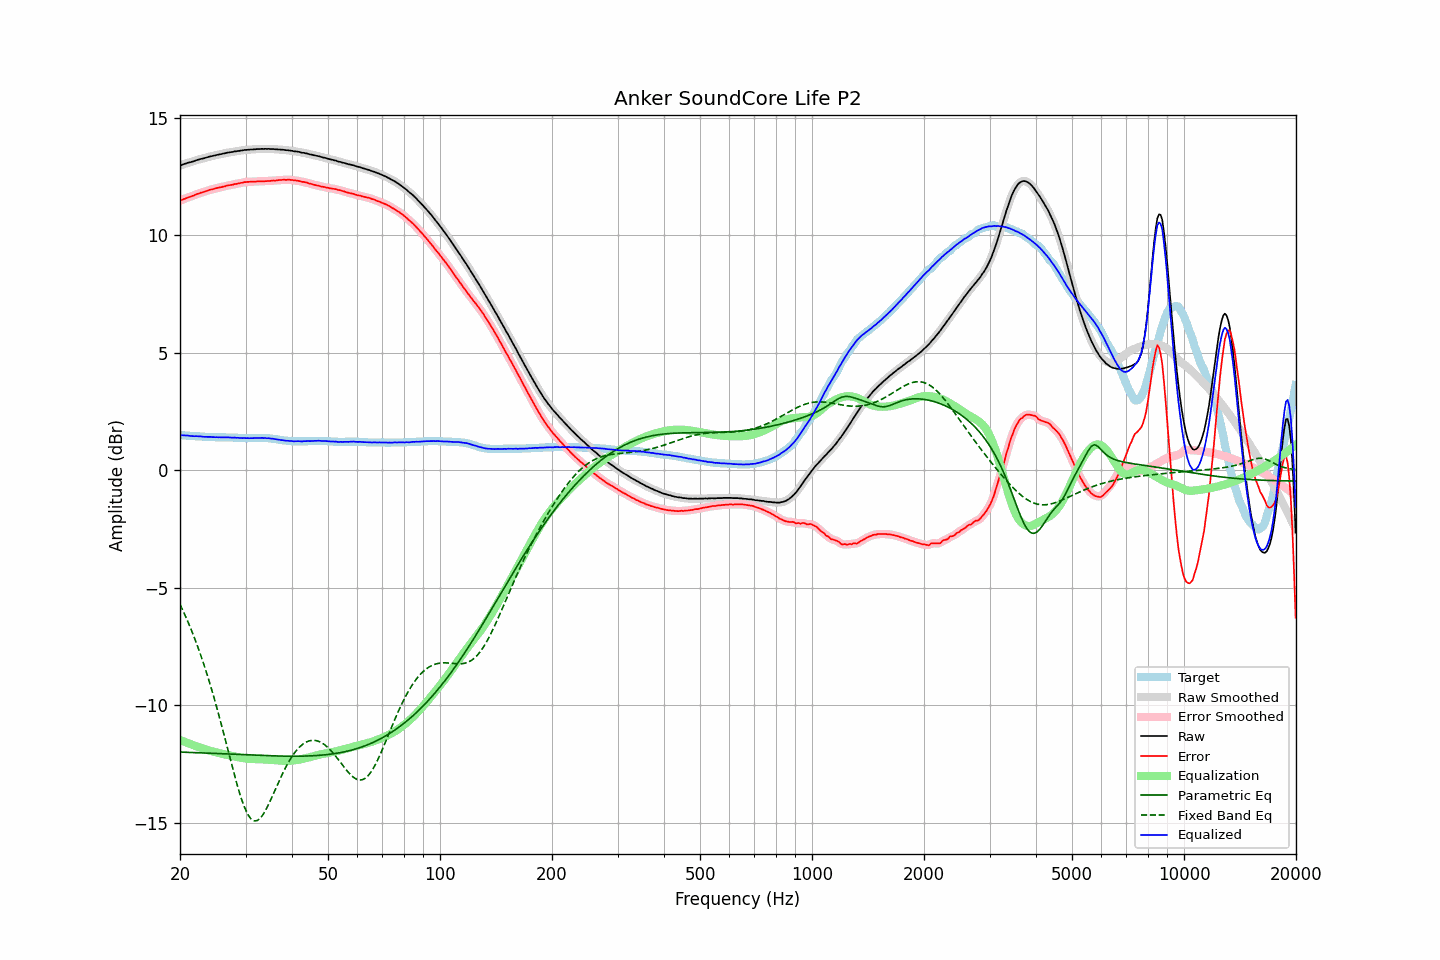 Anker SoundCore Life P2
Amplitude (dBr)
15
10
5
0
−5
−10
−15
20
50
100
200
500
1000
2000
5000
10000
20000
Frequency (Hz)
Target
Raw Smoothed
Error Smoothed
Raw
Error
Equalization
Parametric Eq
Fixed Band Eq
Equalized